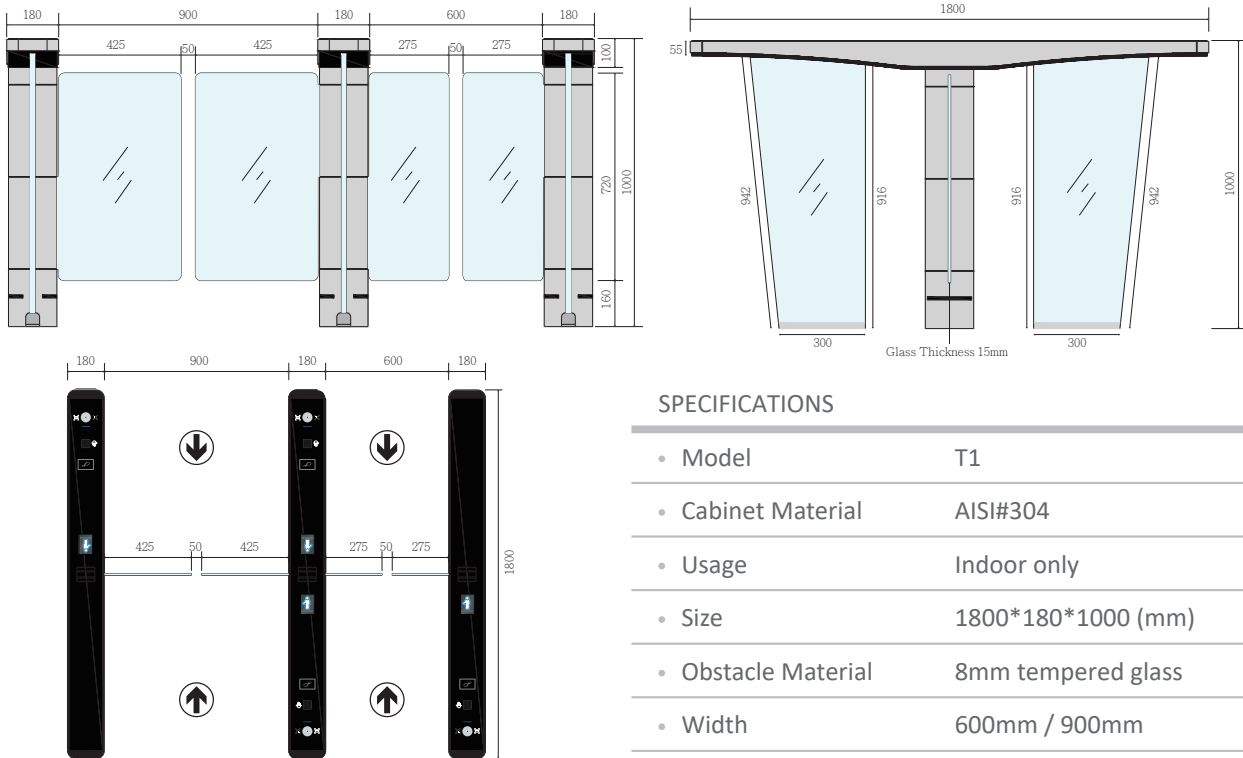 180 900 180 600 180
425 50 425 275 50 275
100
720
160
1000
1800
55
942
916
916
942
1000
300
300
Glass Thickness 15mm
180 900 180 600 180
425 50 425 275 50 275
1800
SPECIFICATIONS
• Model T1
• Cabinet Material AISI#304
• Usage Indoor only
• Size 1800*180*1000 (mm)
• Obstacle Material 8mm tempered glass
• Width 600mm / 900mm